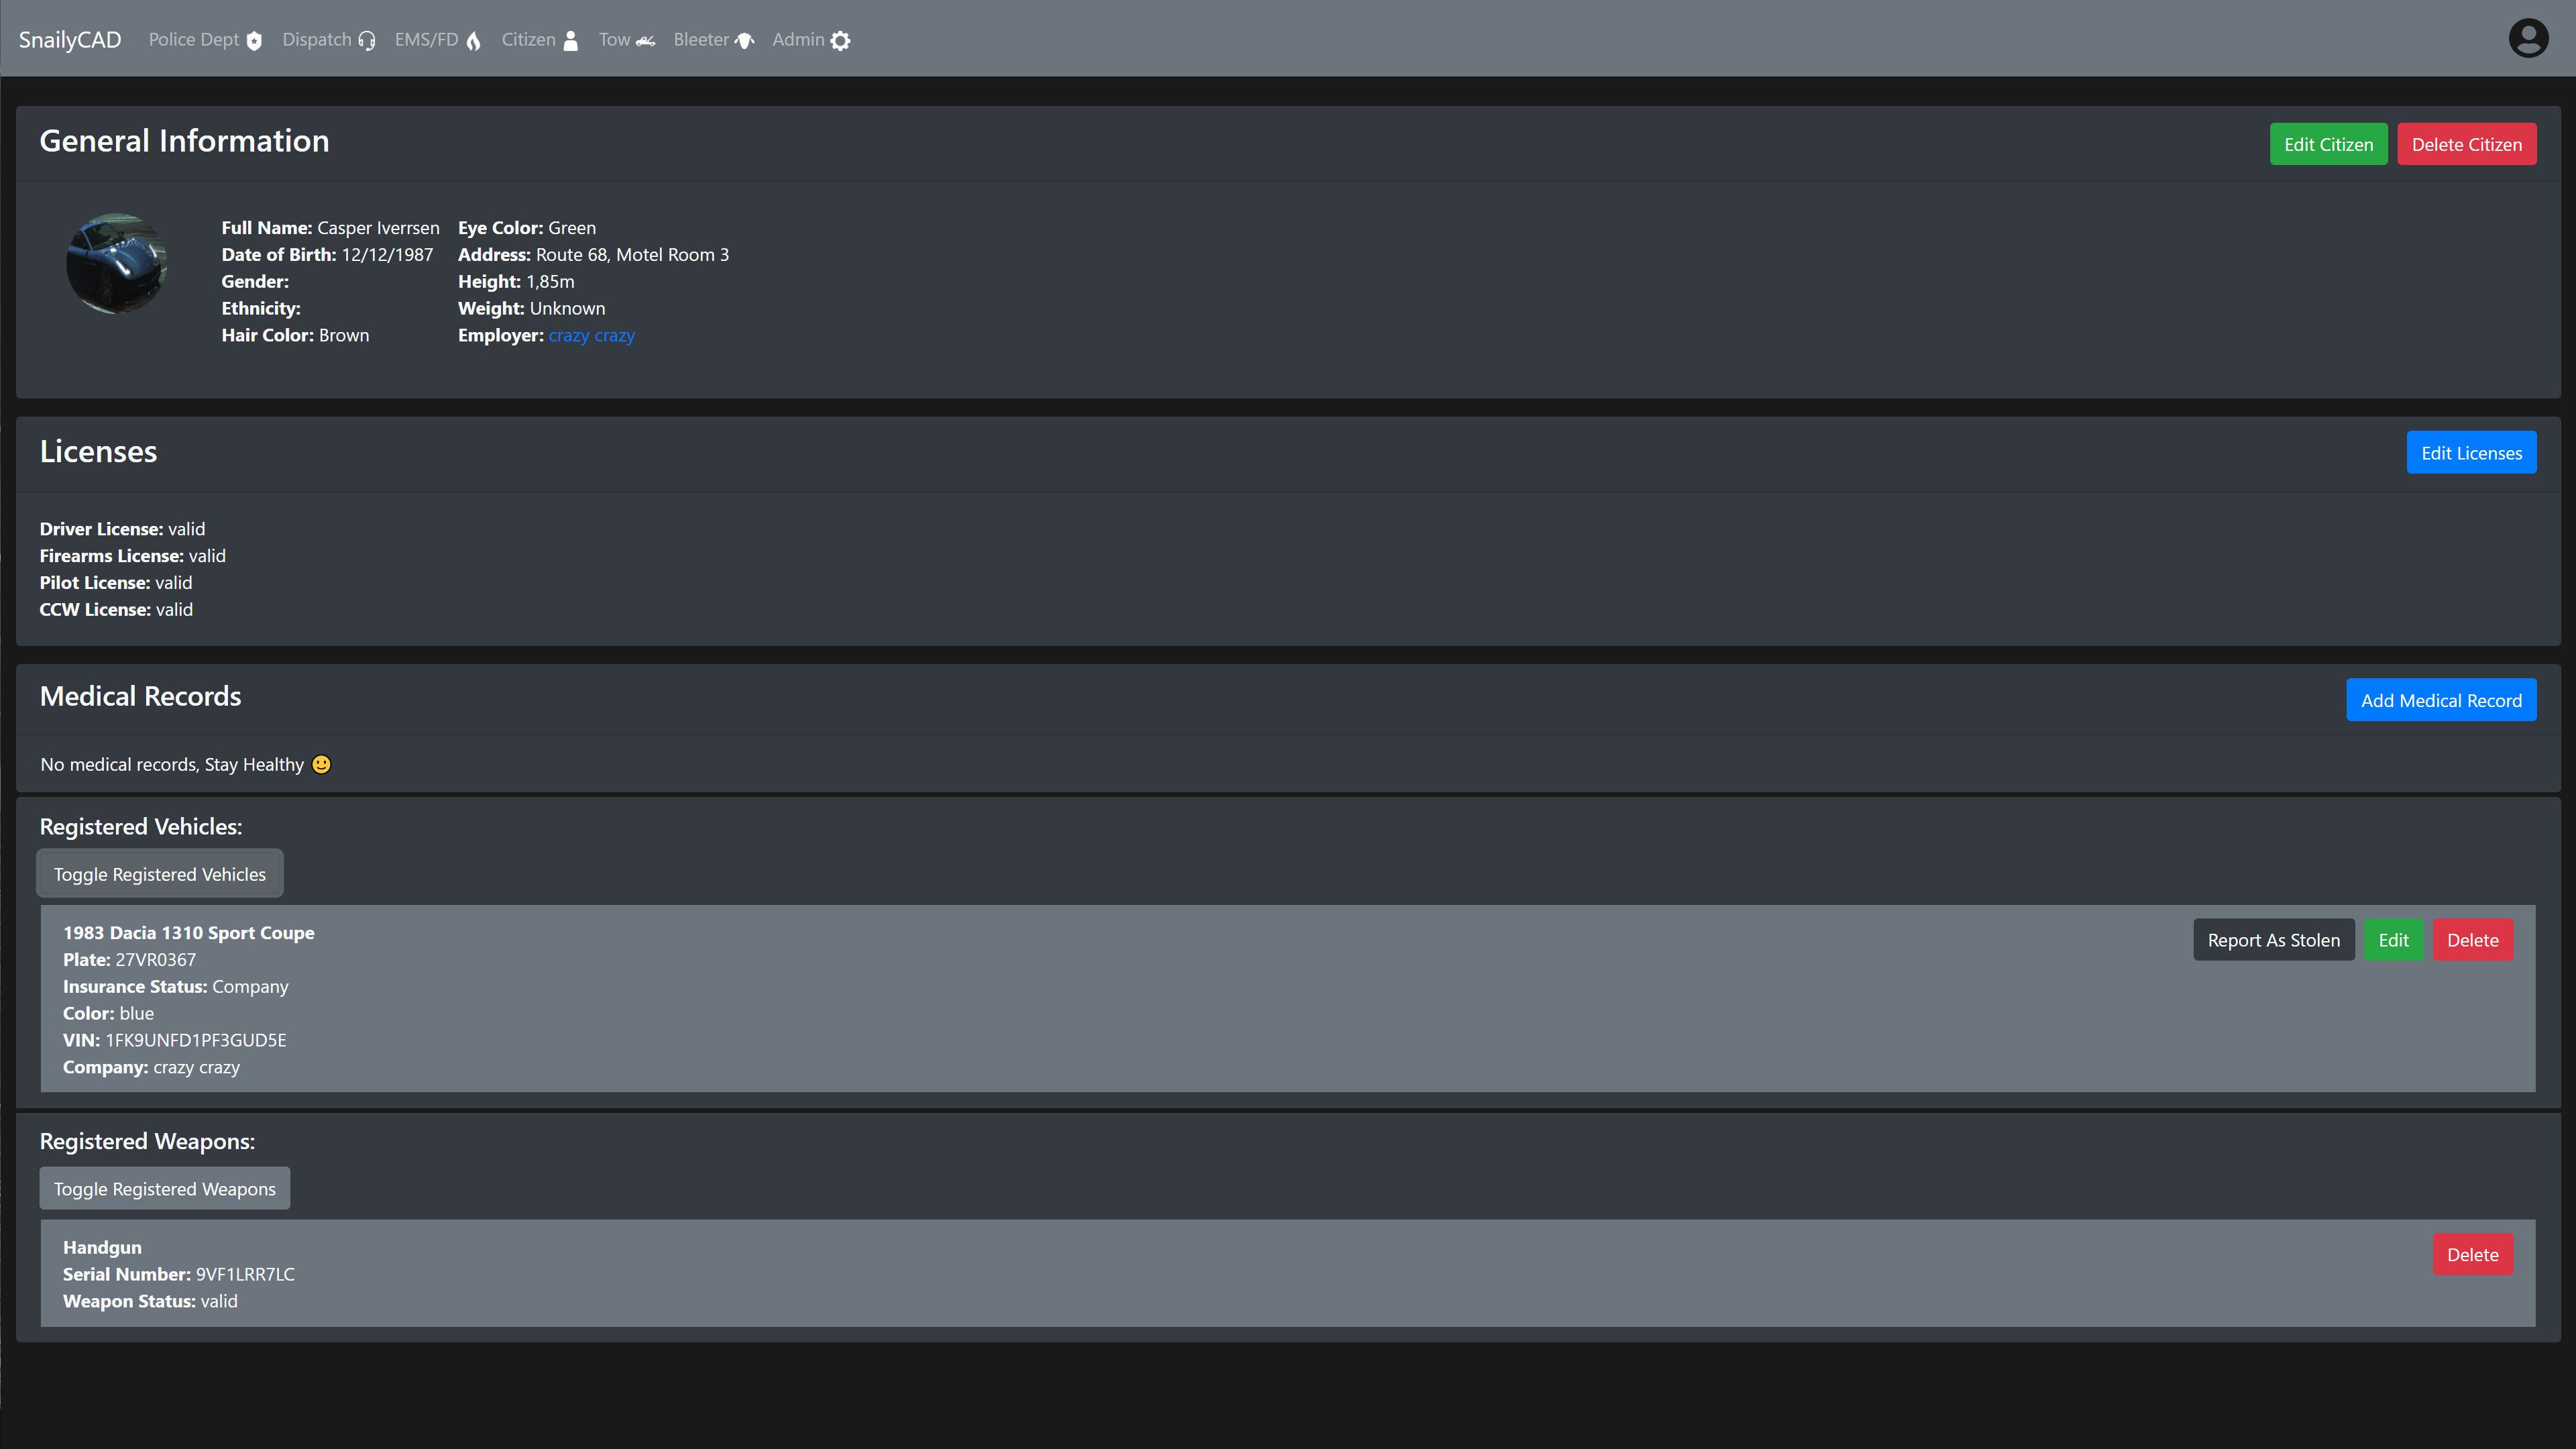 SnailyCAD Police Dept Dispatch EMS/FD Citizen Tow Bleeter Admin
General Information
Edit Citizen Delete Citizen
Full Name: Casper Iverrsen Eye Color: Green
Date of Birth: 12/12/1987 Address: Route 68, Motel Room 3
Gender: Height: 1,85m
Ethnicity: Weight: Unknown
Hair Color: Brown Employer: crazy crazy
Licenses
Edit Licenses
Driver License: valid
Firearms License: valid
Pilot License: valid
CCW License: valid
Medical Records
Add Medical Record
No medical records, Stay Healthy 🙂
Registered Vehicles:
Toggle Registered Vehicles
1983 Dacia 1310 Sport Coupe
Report As Stolen Edit Delete
Plate: 27VR0367
Insurance Status: Company
Color: blue
VIN: 1FK9UNFD1PF3GUD5E
Company: crazy crazy
Registered Weapons:
Toggle Registered Weapons
Handgun
Delete
Serial Number: 9VF1LRR7LC
Weapon Status: valid